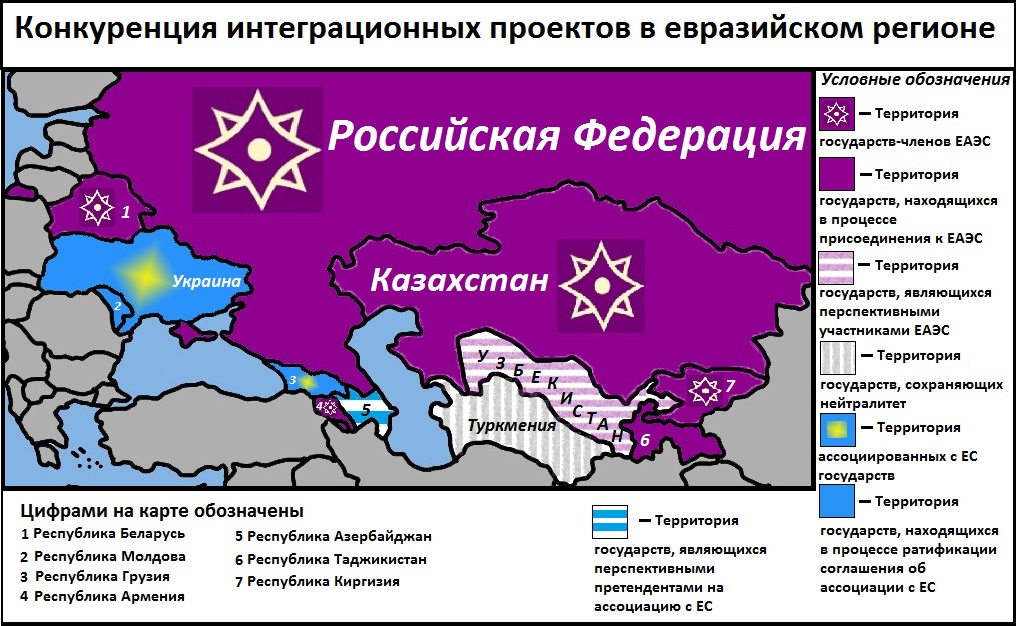 Конкуренция интеграционных проектов в евразийском регионе
Российская Федерация
1
Украина
2
Казахстан
3
4
5
УЗБЕКИСТАН
Туркмения
6
7
Условные обозначения
— Территория
государств-членов ЕАЭС
— Территория
государств, находящихся
в процессе
присоединения к ЕАЭС
— Территория
государств, являющихся
перспективными
участниками ЕАЭС
— Территория
государств, сохраняющих
нейтралитет
— Территория
ассоциированных с ЕС
государств
— Территория
государств, находящихся
в процессе ратификации
соглашения об
ассоциации с ЕС
Цифрами на карте обозначены
1 Республика Беларусь
2 Республика Молдова
3 Республика Грузия
4 Республика Армения
5 Республика Азербайджан
6 Республика Таджикистан
7 Республика Киргизия
— Территория
государств, являющихся
перспективными
претендентами на
ассоциацию с ЕС